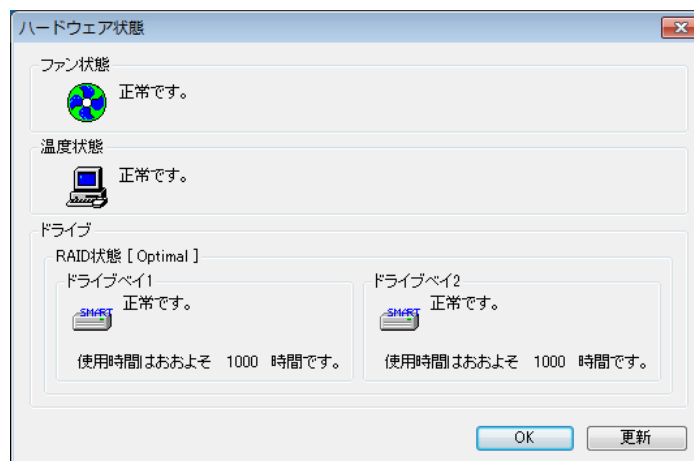 ハードウェア状態
ファン状態
正常です。
温度状態
正常です。
ドライブ
RAID状態 [ Optimal ]
ドライブベイ1
SMART
正常です。
使用時間はおおよそ 1000 時間です。
ドライブベイ2
SMART
正常です。
使用時間はおおよそ 1000 時間です。
OK
更新